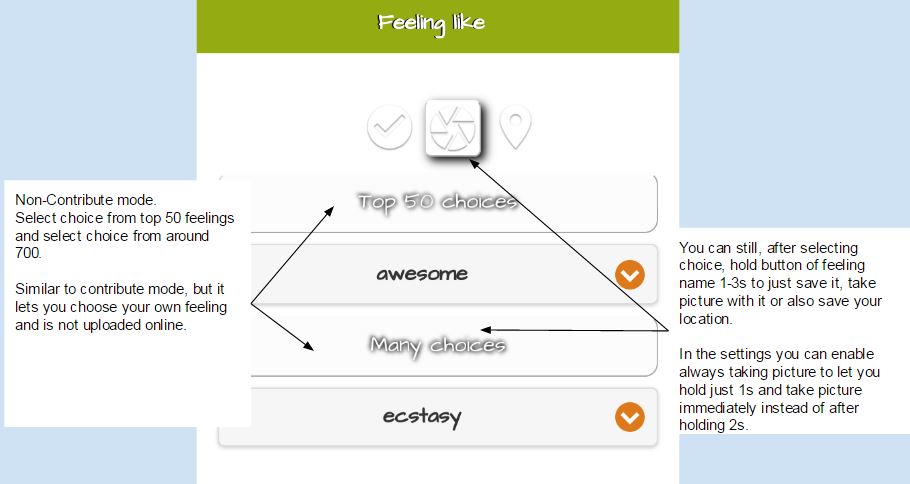 Feeling like
Top 50 choices
awesome
Many choices
ecstasy
Non-Contribute mode.
Select choice from top 50 feelings
and select choice from around
700.
Similar to contribute mode, but it
lets you choose your own feeling
and is not uploaded online.
You can still, after selecting
choice, hold button of feeling
name 1-3s to just save it, take
picture with it or also save your
location.
In the settings you can enable
always taking picture to let you
hold just 1s and take picture
immediately instead of after
holding 2s.